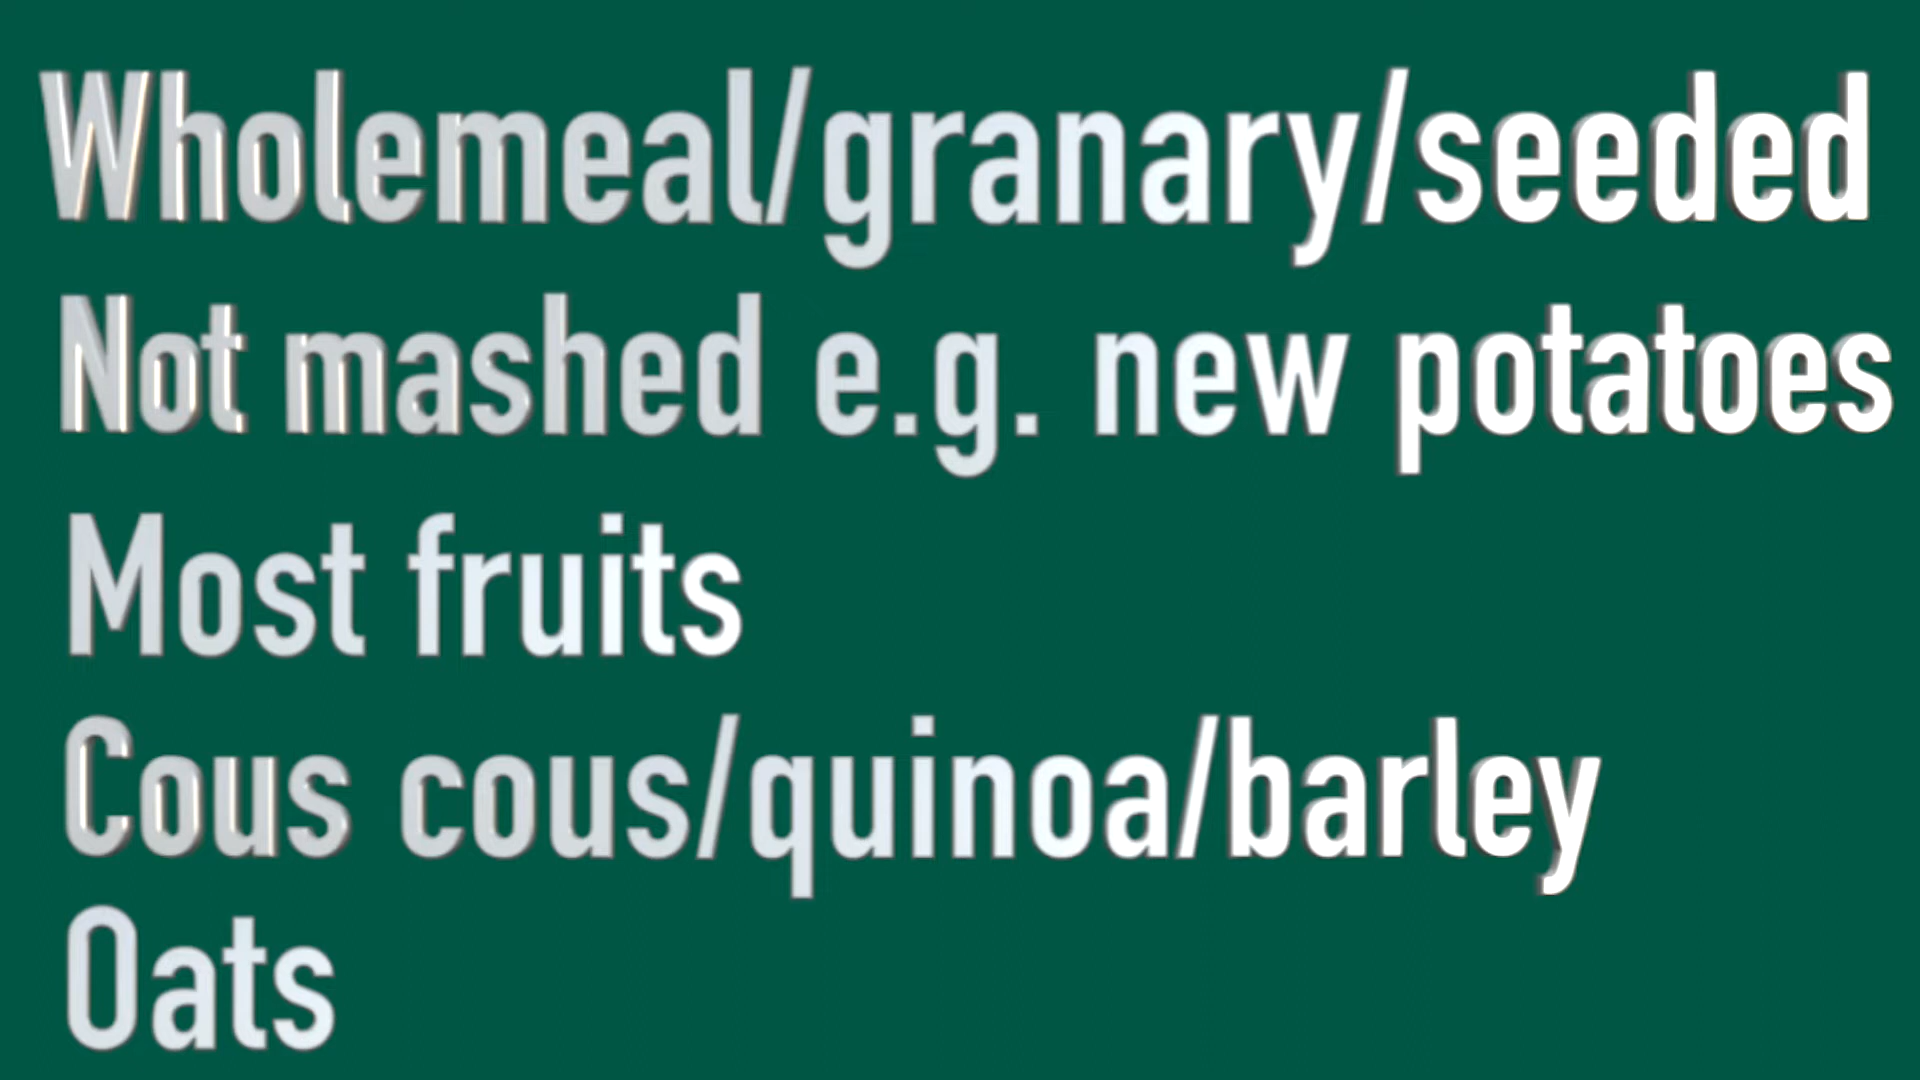 Wholemeal/granary/seeded
Not mashed e.g. new potatoes
Most fruits
Cous cous/quinoa/barley
Oats